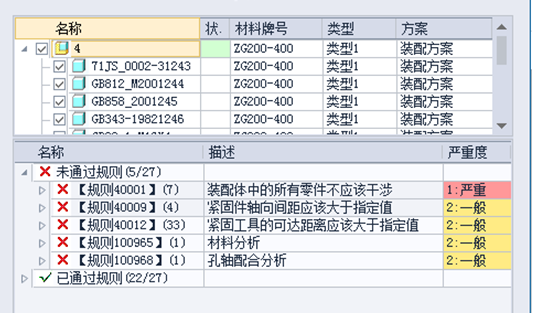 名称 状. 材料牌号 类型 方案
4 ZG200-400 类型1 装配方案
71JS_0002-31243 ZG200-400 类型1 装配方案
GB812_M2001244 ZG200-400 类型1 装配方案
GB858_2001245 ZG200-400 类型1 装配方案
GB343-19821246 ZG200-400 类型1 装配方案
ZG200-400 类型1 装配方案
名称 描述 严重度
未通过规则(5/27)
【规则40001】(7) 装配体中的所有零件不应该干涉 1:严重
【规则40009】(4) 紧固件轴向间距应该大于指定值 2:一般
【规则40012】(33) 紧固工具的可达距离应该大于指定值 2:一般
【规则100965】(1) 材料分析 2:一般
【规则100968】(1) 孔轴配合分析 2:一般
已通过规则(22/27)